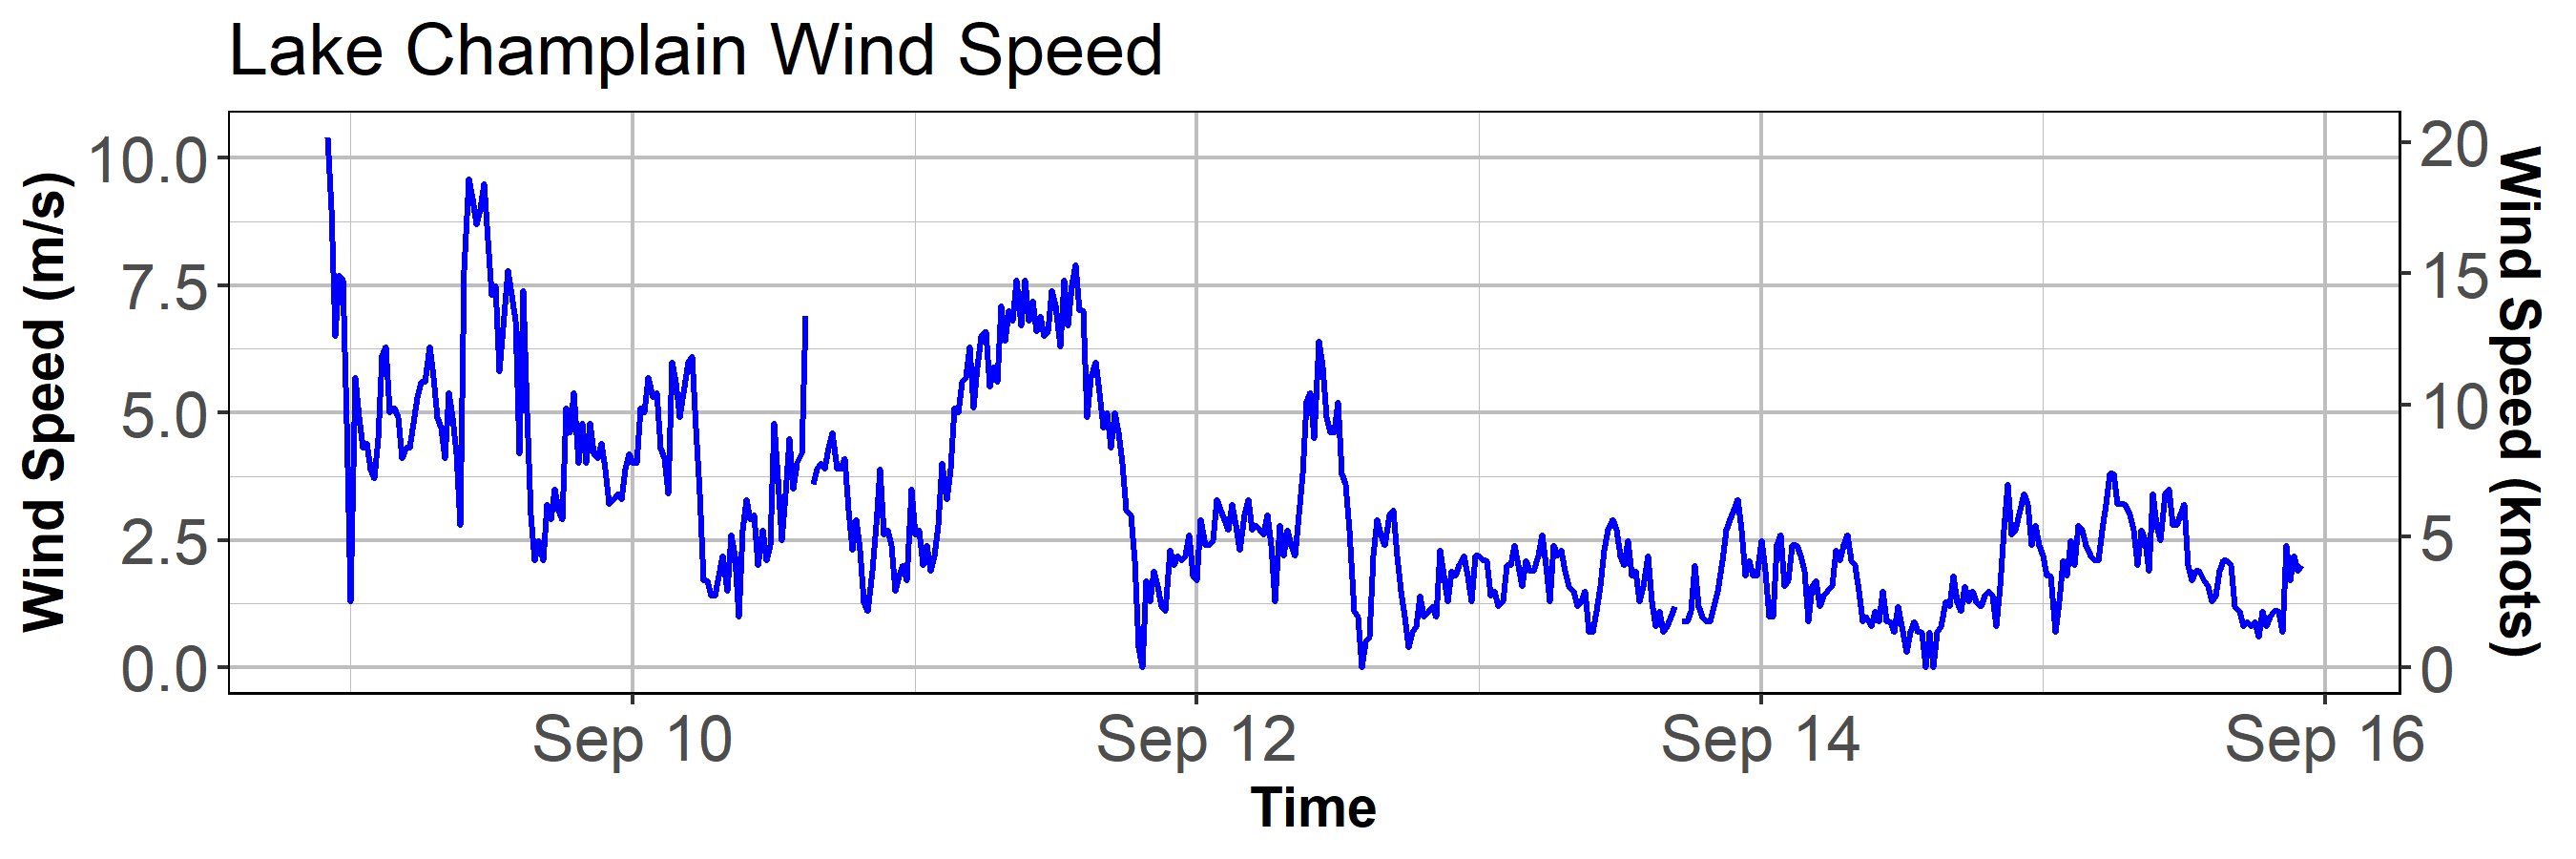 Lake Champlain Wind Speed
Wind Speed (m/s)
10.0
7.5
5.0
2.5
0.0
20
15
10
5
0
Wind Speed (knots)
Sep 10
Sep 12
Sep 14
Sep 16
Time